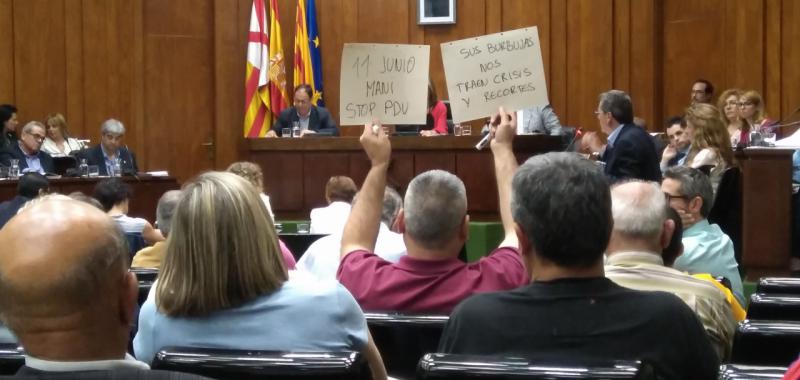 11 JUNIO
MANI
STOP PDU
SUS BURBUJAS
NOS
TRAEN CRISIS
Y RECORTES